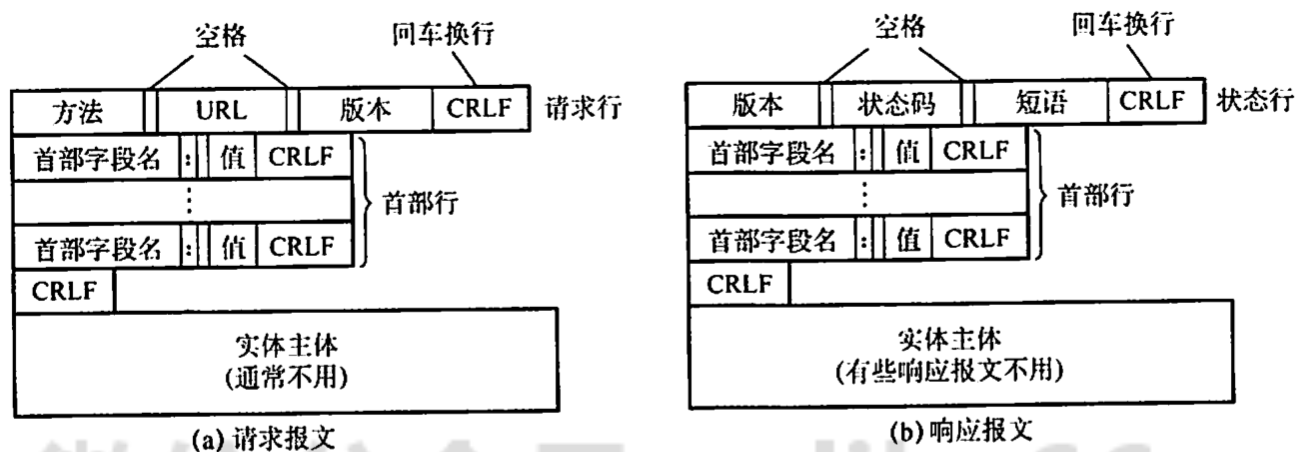 空格 回车换行
方法 URL 版本 CRLF 请求行
首部字段名 : 值 CRLF
⋮
首部字段名 : 值 CRLF
首部行
CRLF
实体主体
(通常不用)
(a) 请求报文
空格 回车换行
版本 状态码 短语 CRLF 状态行
首部字段名 : 值 CRLF
⋮
首部字段名 : 值 CRLF
首部行
CRLF
实体主体
(有些响应报文不用)
(b) 响应报文